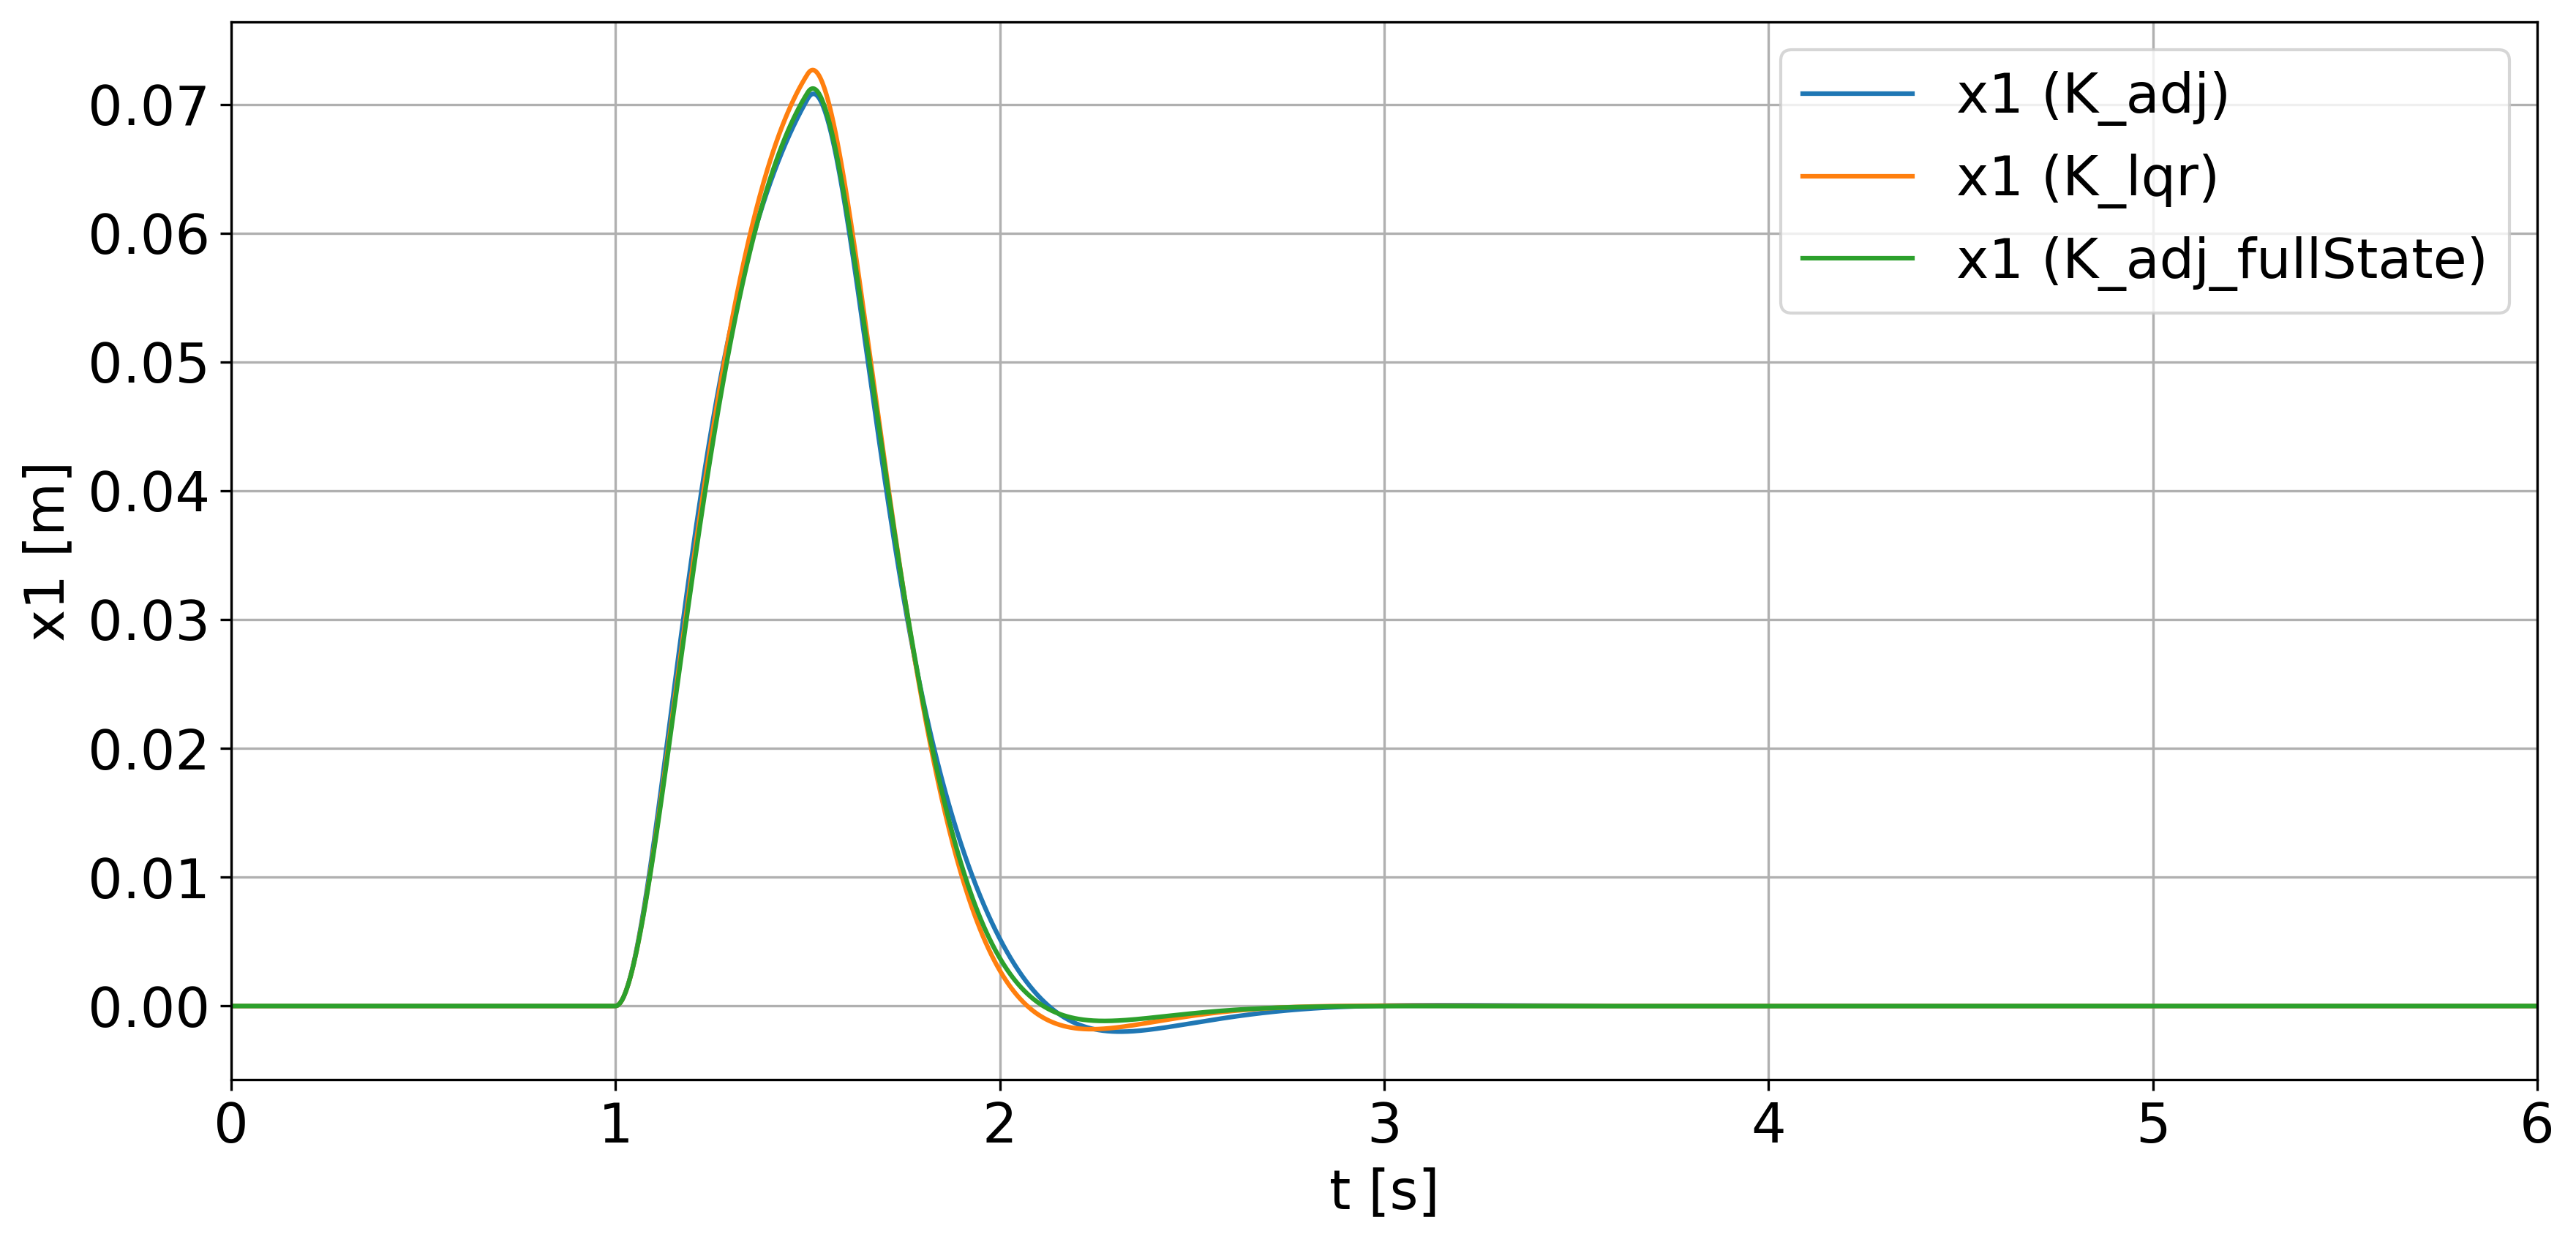 x1 (K_adj)
x1 (K_lqr)
x1 (K_adj_fullState)
0.07
0.06
0.05
0.04
0.03
0.02
0.01
0.00
x1 [m]
0 1 2 3 4 5 6
t [s]